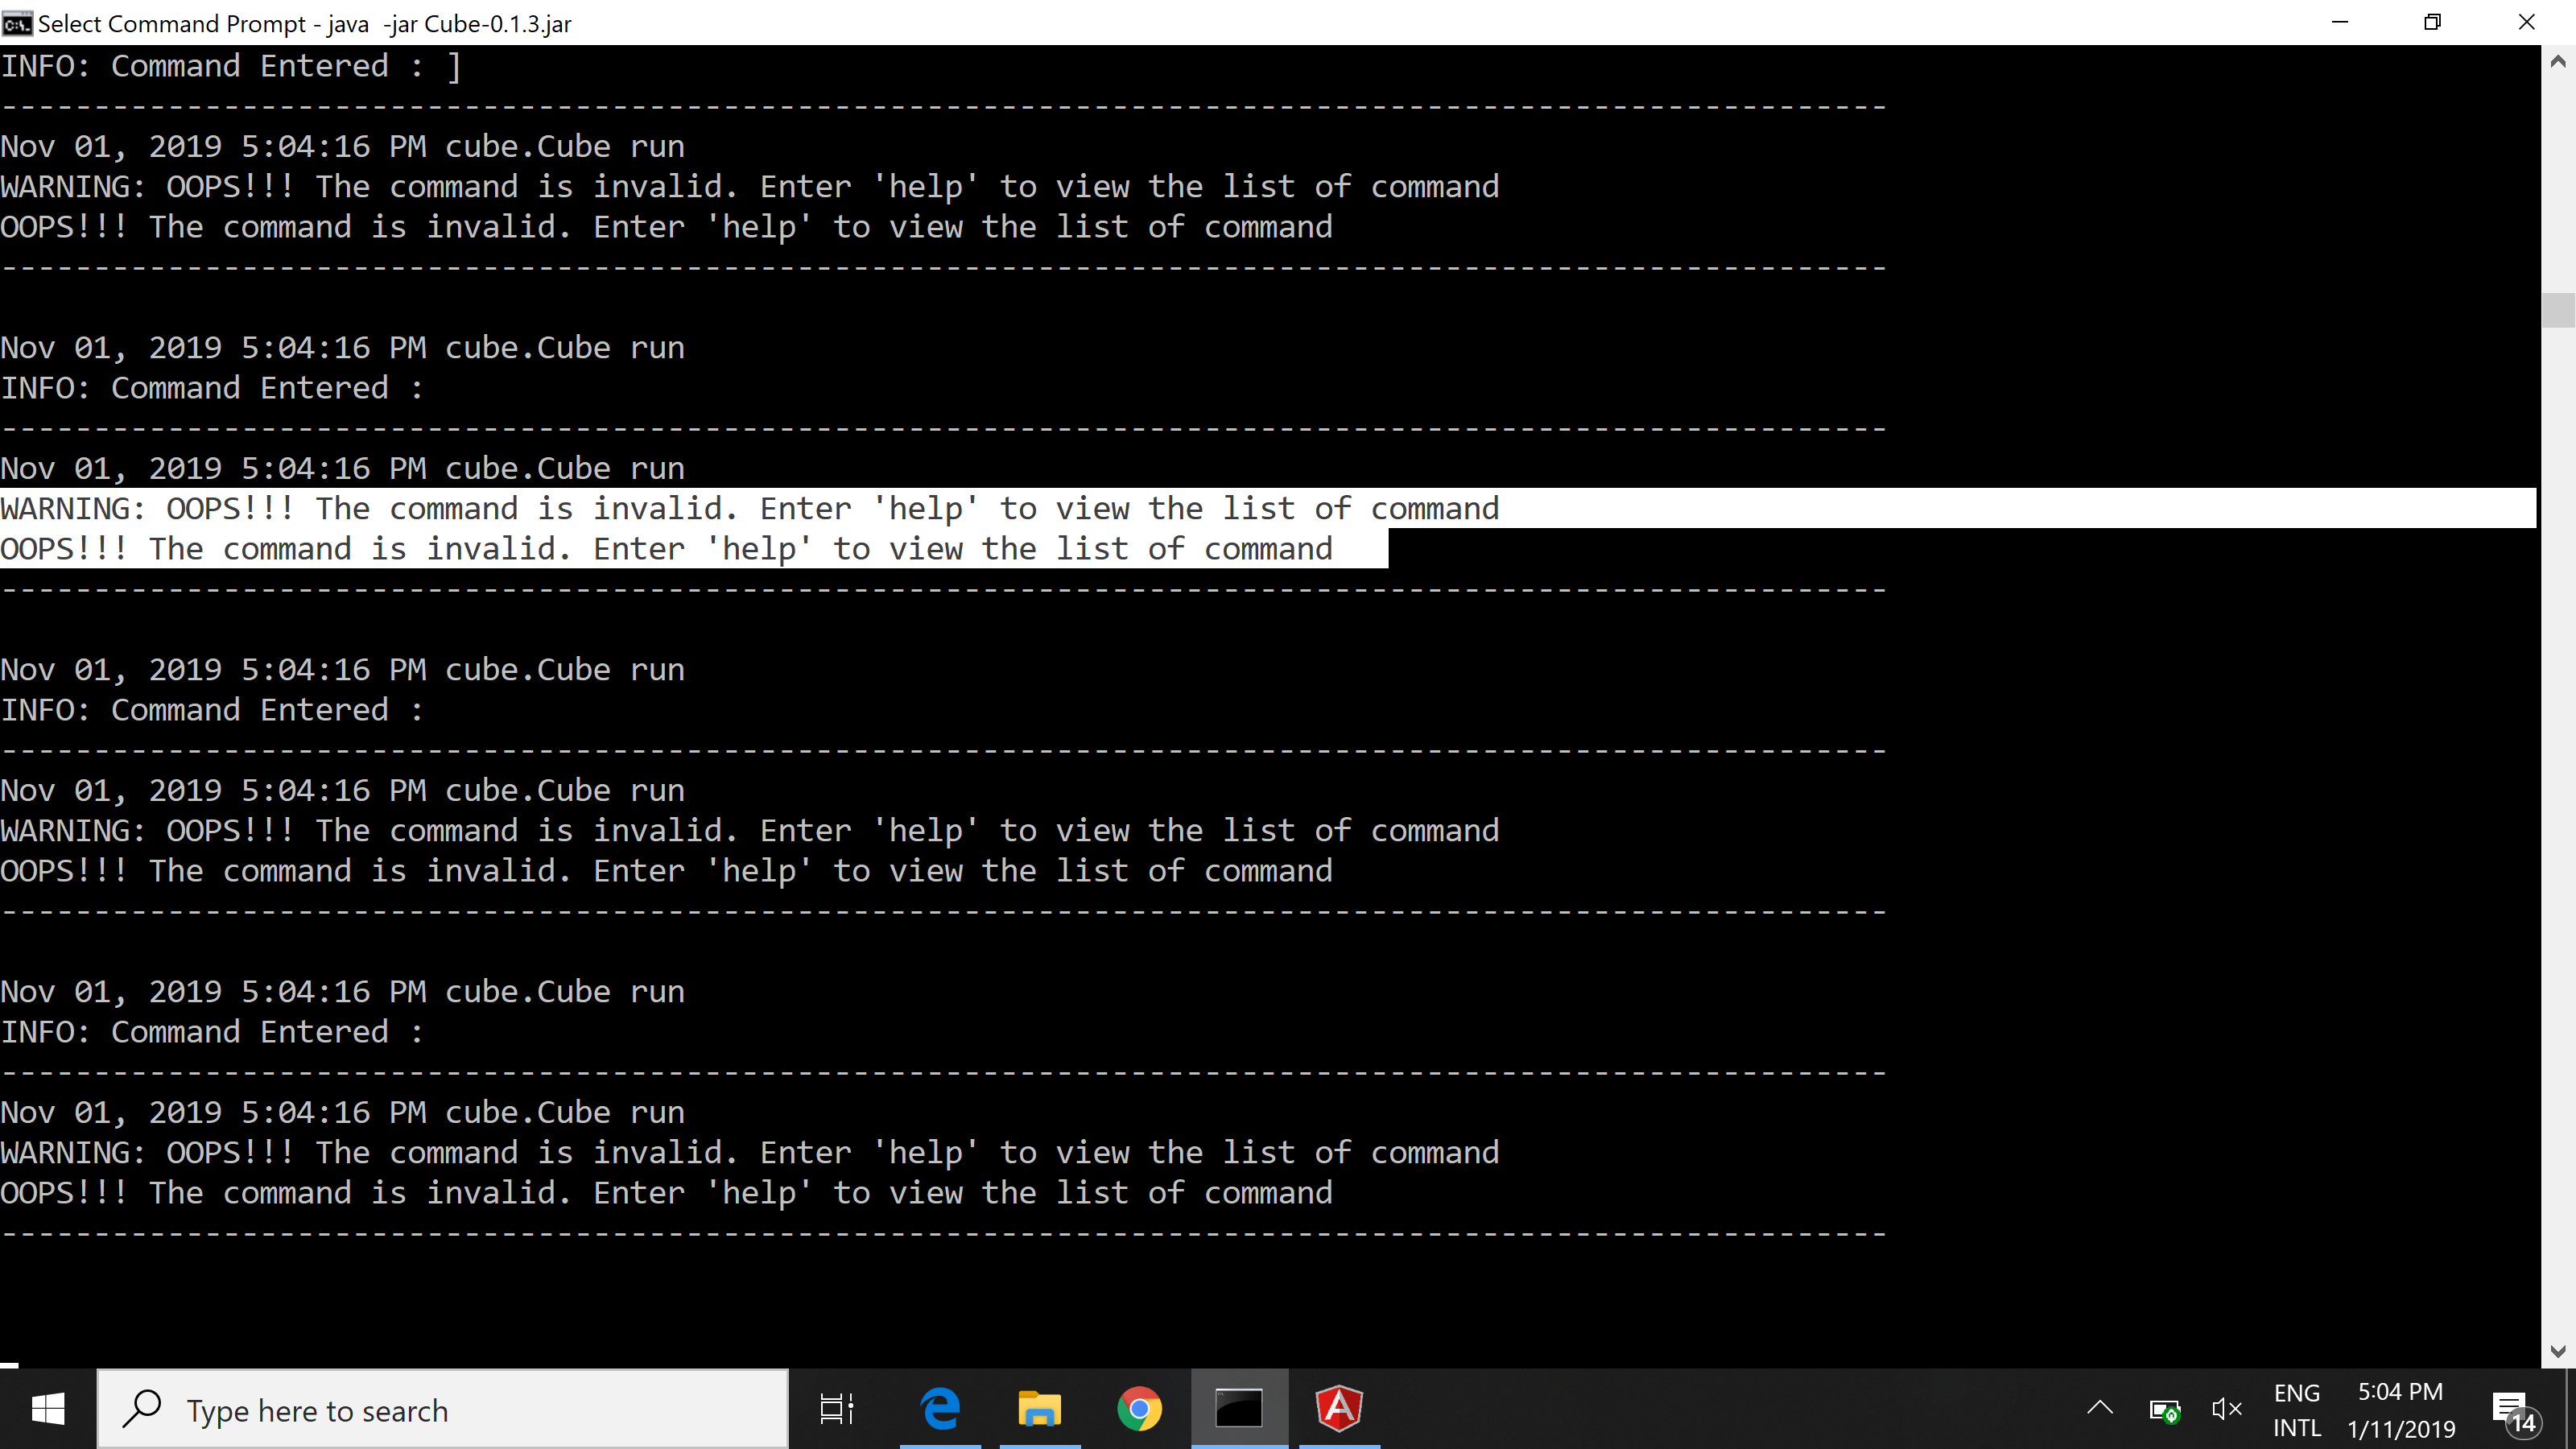 Select Command Prompt - java  -jar Cube-0.1.3.jar
INFO: Command Entered : ]
------------------------------------------------------------------------------------------------------
Nov 01, 2019 5:04:16 PM cube.Cube run
WARNING: OOPS!!! The command is invalid. Enter 'help' to view the list of command
OOPS!!! The command is invalid. Enter 'help' to view the list of command
------------------------------------------------------------------------------------------------------
Nov 01, 2019 5:04:16 PM cube.Cube run
INFO: Command Entered :
------------------------------------------------------------------------------------------------------
Nov 01, 2019 5:04:16 PM cube.Cube run
WARNING: OOPS!!! The command is invalid. Enter 'help' to view the list of command
OOPS!!! The command is invalid. Enter 'help' to view the list of command
------------------------------------------------------------------------------------------------------
Nov 01, 2019 5:04:16 PM cube.Cube run
INFO: Command Entered :
------------------------------------------------------------------------------------------------------
Nov 01, 2019 5:04:16 PM cube.Cube run
WARNING: OOPS!!! The command is invalid. Enter 'help' to view the list of command
OOPS!!! The command is invalid. Enter 'help' to view the list of command
------------------------------------------------------------------------------------------------------
Nov 01, 2019 5:04:16 PM cube.Cube run
INFO: Command Entered :
------------------------------------------------------------------------------------------------------
Nov 01, 2019 5:04:16 PM cube.Cube run
WARNING: OOPS!!! The command is invalid. Enter 'help' to view the list of command
OOPS!!! The command is invalid. Enter 'help' to view the list of command
------------------------------------------------------------------------------------------------------
Type here to search
ENG
INTL
5:04 PM
1/11/2019
14